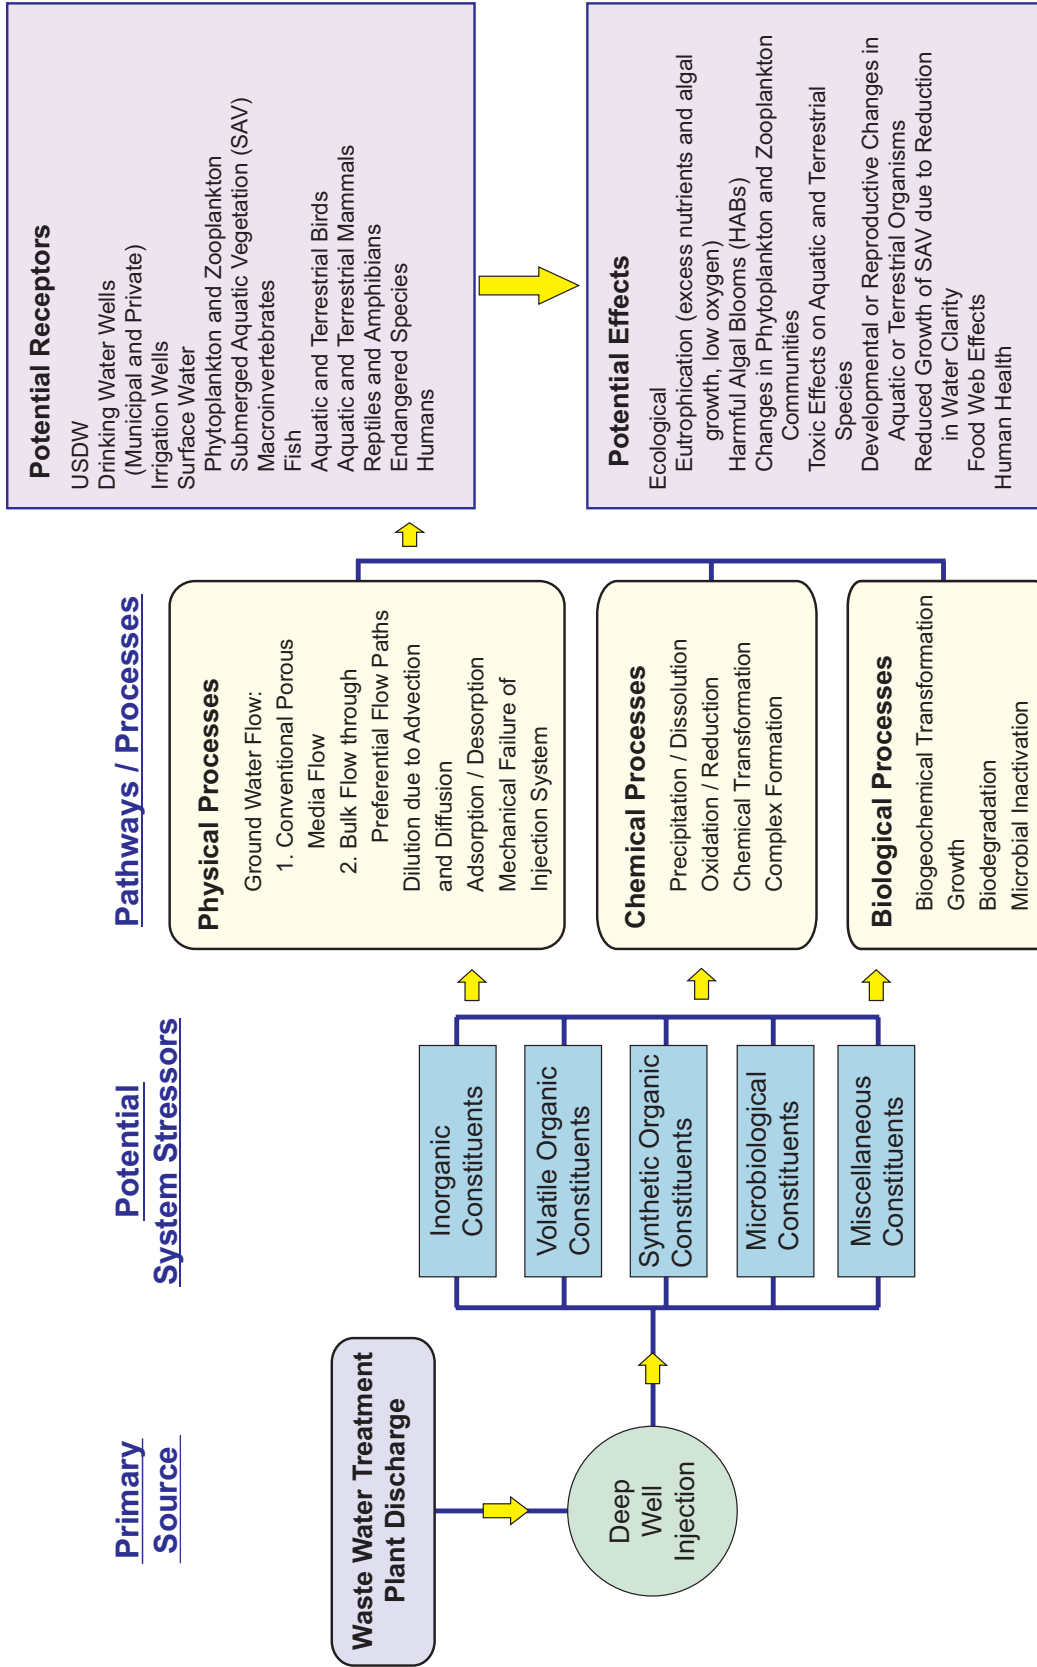 Primary
Source
Waste Water Treatment
Plant Discharge
Deep
Well
Injection
Potential
System Stressors
Inorganic
Constituents
Volatile Organic
Constituents
Synthetic Organic
Constituents
Microbiological
Constituents
Miscellaneous
Constituents
Pathways / Processes
Physical Processes
Ground Water Flow:
1. Conventional Porous
Media Flow
2. Bulk Flow through
Preferential Flow Paths
Dilution due to Advection
and Diffusion
Adsorption / Desorption
Mechanical Failure of
Injection System
Chemical Processes
Precipitation / Dissolution
Oxidation / Reduction
Chemical Transformation
Complex Formation
Biological Processes
Biogeochemical Transformation
Growth
Biodegradation
Microbial Inactivation
Potential Receptors
USDW
Drinking Water Wells
(Municipal and Private)
Irrigation Wells
Surface Water
Phytoplankton and Zooplankton
Submerged Aquatic Vegetation (SAV)
Macroinvertebrates
Fish
Aquatic and Terrestrial Birds
Aquatic and Terrestrial Mammals
Reptiles and Amphibians
Endangered Species
Humans
Potential Effects
Ecological
Eutrophication (excess nutrients and algal
growth, low oxygen)
Harmful Algal Blooms (HABs)
Changes in Phytoplankton and Zooplankton
Communities
Toxic Effects on Aquatic and Terrestrial
Species
Developmental or Reproductive Changes in
Aquatic or Terrestrial Organisms
Reduced Growth of SAV due to Reduction
in Water Clarity
Food Web Effects
Human Health